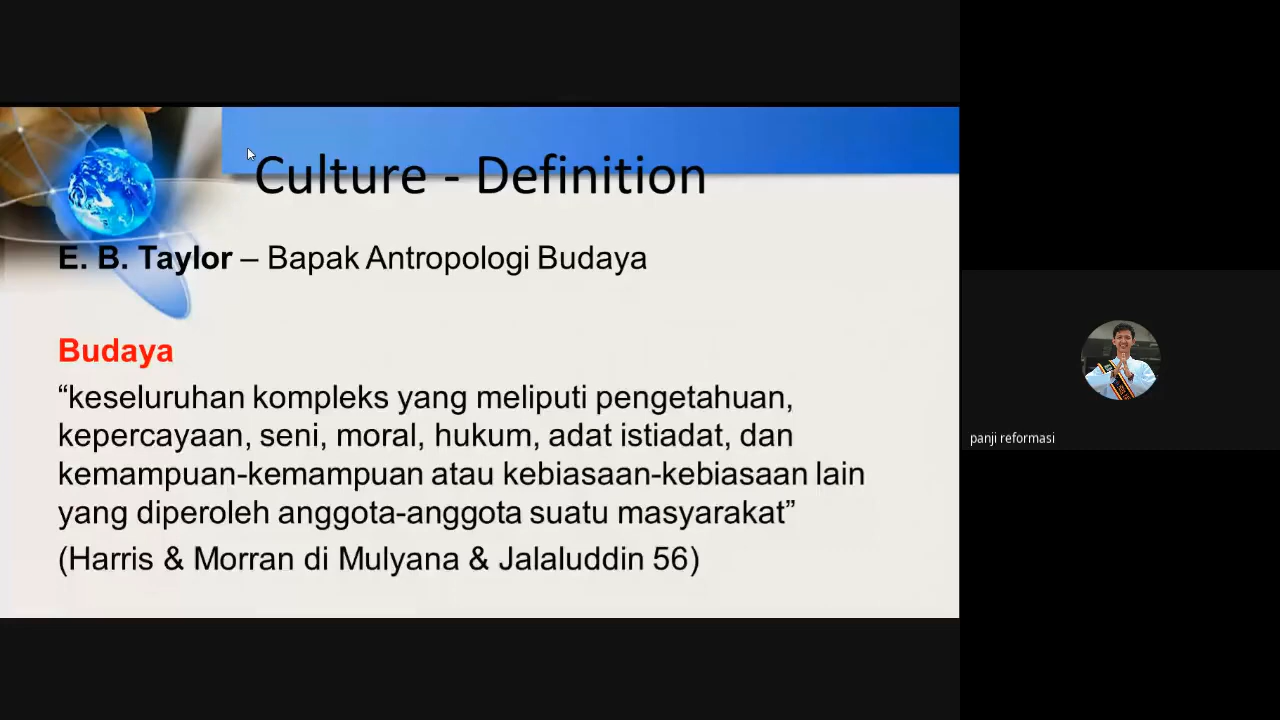 Culture - Definition
E. B. Taylor – Bapak Antropologi Budaya
Budaya
“keseluruhan kompleks yang meliputi pengetahuan,
kepercayaan, seni, moral, hukum, adat istiadat, dan
kemampuan-kemampuan atau kebiasaan-kebiasaan lain
yang diperoleh anggota-anggota suatu masyarakat”
(Harris & Morran di Mulyana & Jalaluddin 56)
panji reformasi